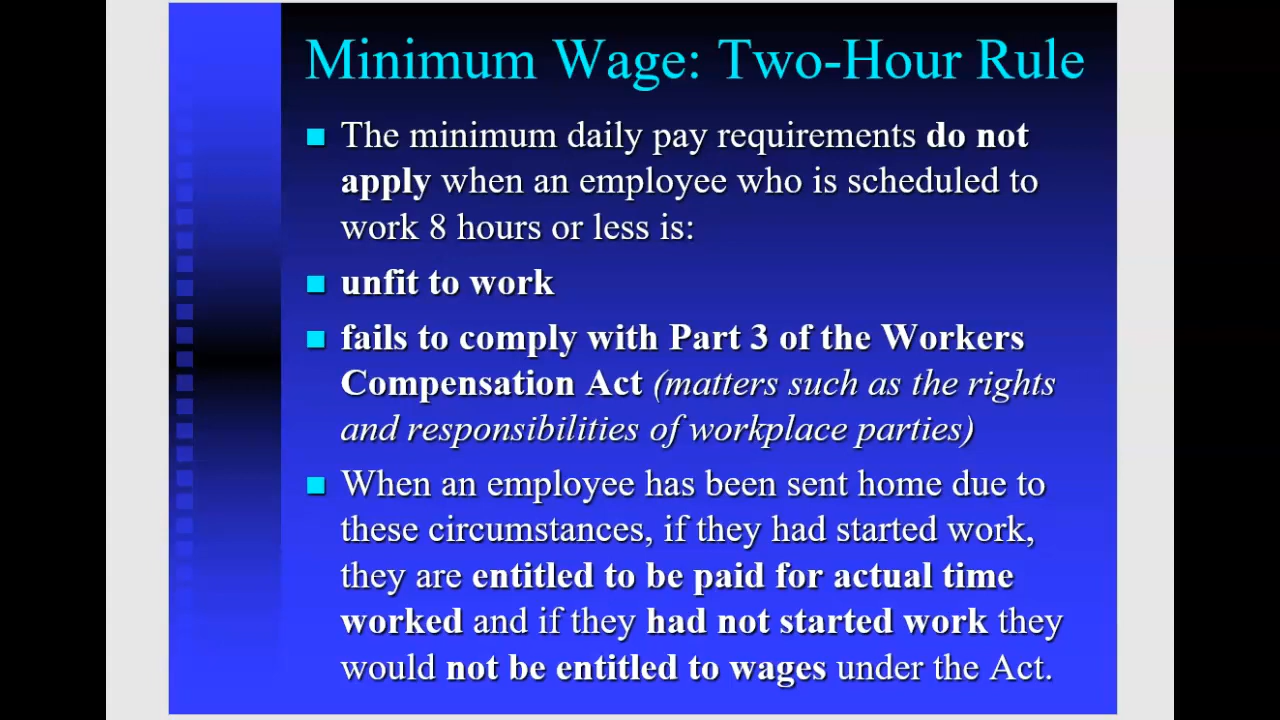 Minimum Wage: Two-Hour Rule
The minimum daily pay requirements do not
apply when an employee who is scheduled to
work 8 hours or less is:
unfit to work
fails to comply with Part 3 of the Workers
Compensation Act (matters such as the rights
and responsibilities of workplace parties)
When an employee has been sent home due to
these circumstances, if they had started work,
they are entitled to be paid for actual time
worked and if they had not started work they
would not be entitled to wages under the Act.